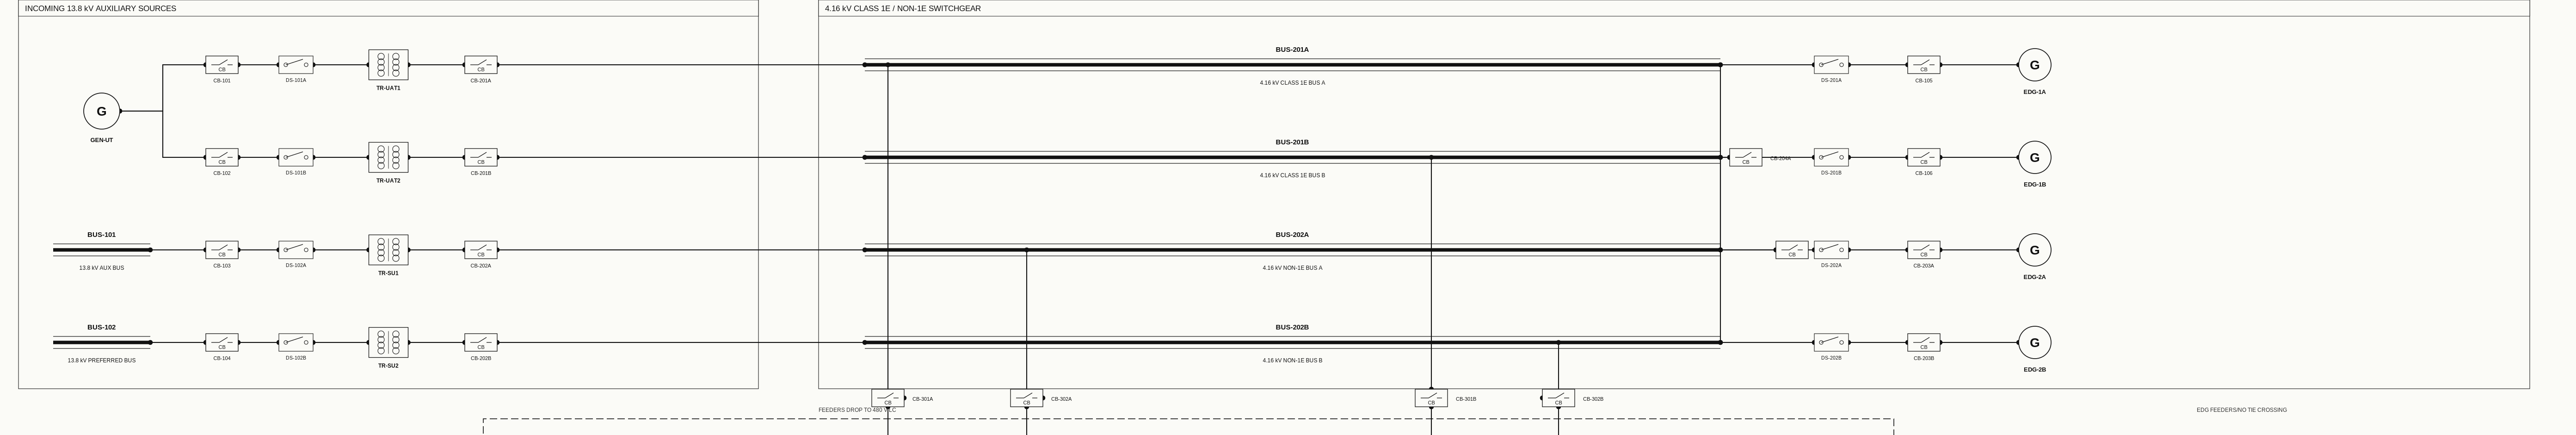 INCOMING 13.8 kV AUXILIARY SOURCES
4.16 kV CLASS 1E / NON-1E SWITCHGEAR
BUS-201A
CB
CB-101
DS-101A
TR-UAT1
CB
CB-201A
4.16 kV CLASS 1E BUS A
DS-201A
CB
CB-105
G
EDG-1A
G
GEN-UT
BUS-201B
CB
CB-102
DS-101B
TR-UAT2
CB
CB-201B
4.16 kV CLASS 1E BUS B
CB
CB-204A
DS-201B
CB
CB-106
G
EDG-1B
BUS-101
13.8 kV AUX BUS
CB
CB-103
DS-102A
TR-SU1
CB
CB-202A
BUS-202A
4.16 kV NON-1E BUS A
CB
DS-202A
CB
CB-203A
G
EDG-2A
BUS-102
13.8 kV PREFERRED BUS
CB
CB-104
DS-102B
TR-SU2
CB
CB-202B
BUS-202B
4.16 kV NON-1E BUS B
DS-202B
CB
CB-203B
G
EDG-2B
CB
CB-301A
CB
CB-302A
CB
CB-301B
CB
CB-302B
FEEDERS DROP TO 480 V LC
EDG FEEDERS/NO TIE CROSSING